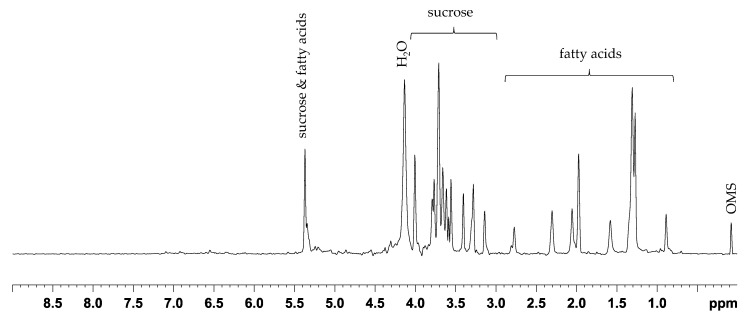 sucrose
fatty acids
sucrose & fatty acids
H₂O
OMS
8.5 8.0 7.5 7.0 6.5 6.0 5.5 5.0 4.5 4.0 3.5 3.0 2.5 2.0 1.5 1.0 ppm